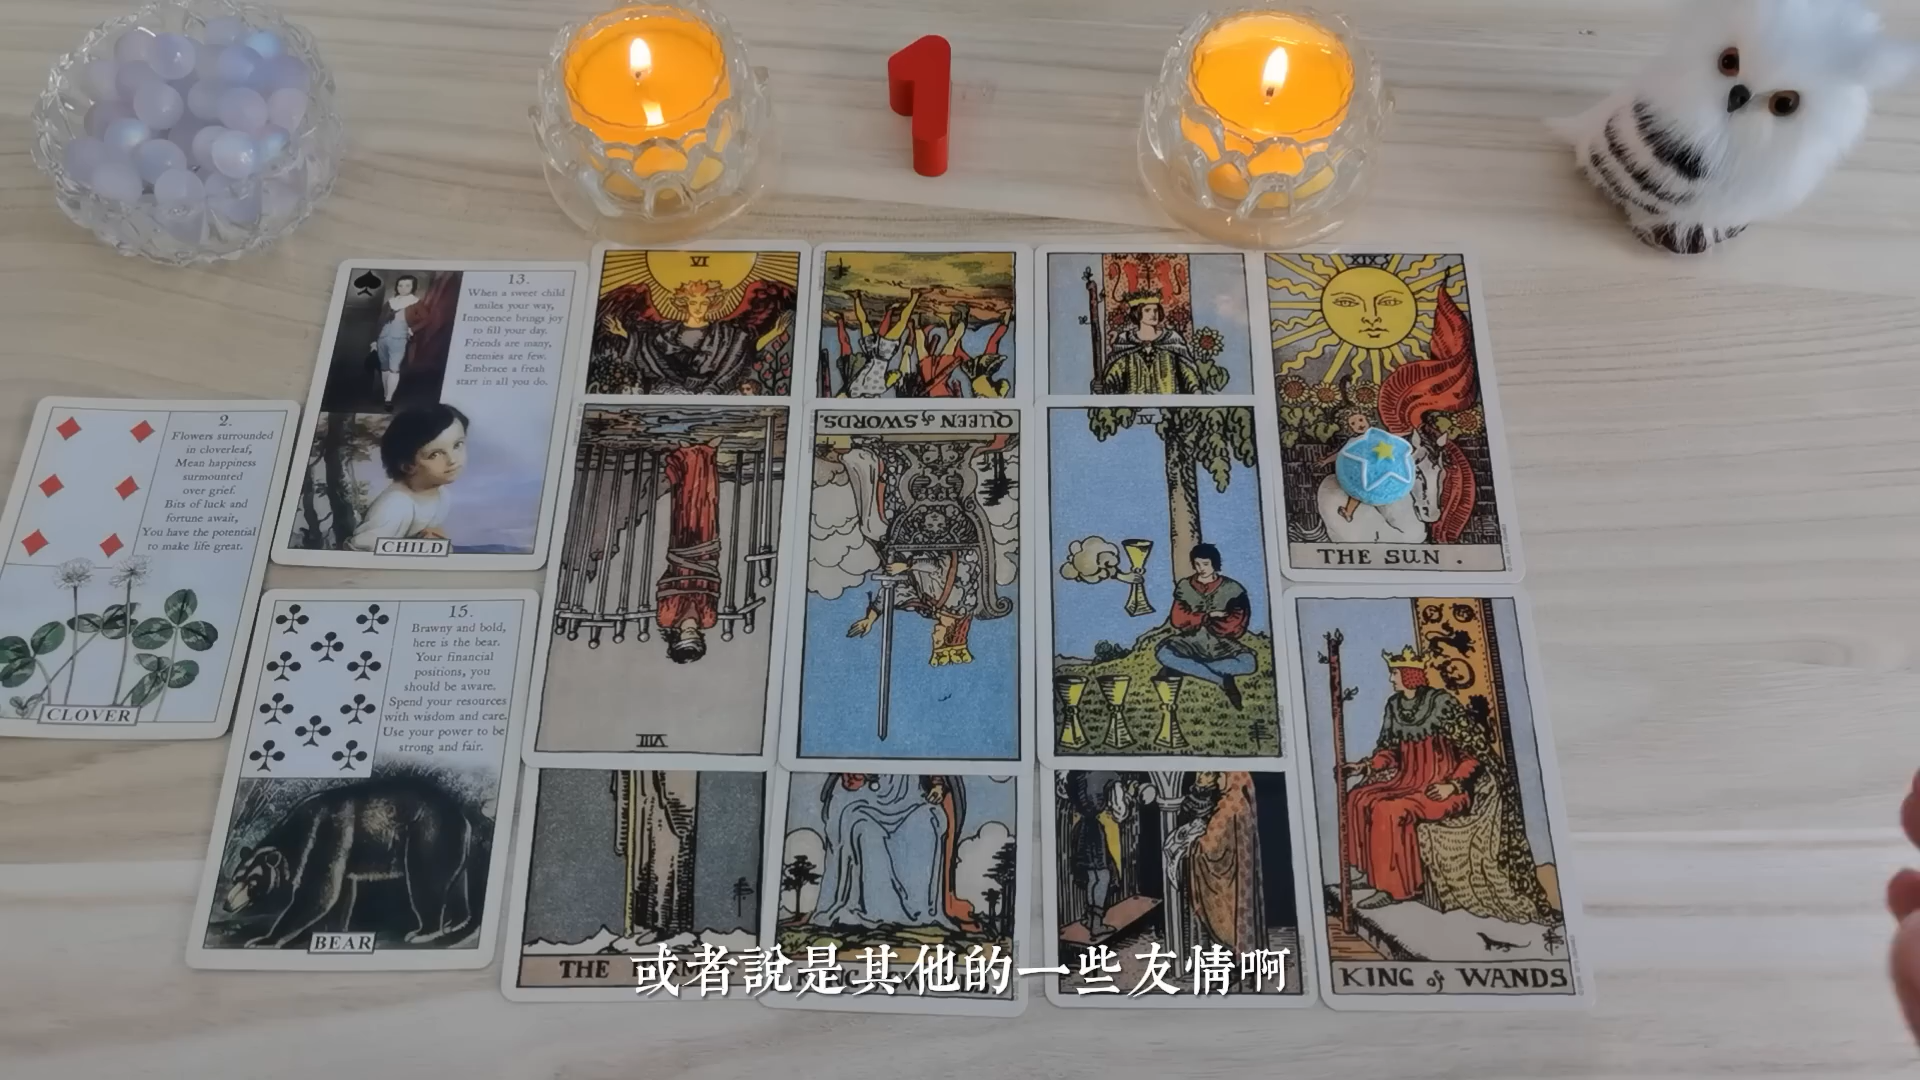 1
13.
When a sweet child
smiles your way,
Innocence brings joy
to fill your day.
Friends are many,
enemies are few.
Embrace a fresh
start in all you do.
CHILD
2.
Flowers surrounded
in cloverleaf,
Mean happiness
surmounted
over grief.
Bits of luck and
fortune await,
You have the potential
to make life great.
CLOVER
15.
Brawny and bold,
here is the bear.
Your financial
positions, you
should be aware.
Spend your resources
with wisdom and care.
Use your power to be
strong and fair.
BEAR
VI
XIX
THE SUN.
VIII
QUEEN of SWORDS.
IV
THE
KING of WANDS
或者說是其他的一些友情啊